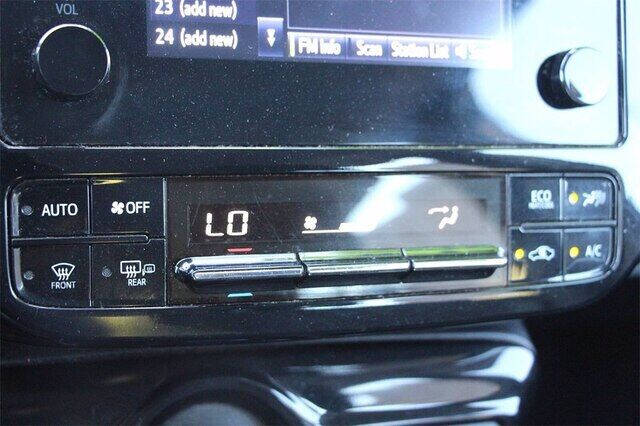 VOL
23 (add new)
24 (add new)
FM Info Scan Station List
AUTO
OFF
LO
ECO
FRONT
REAR
A/C